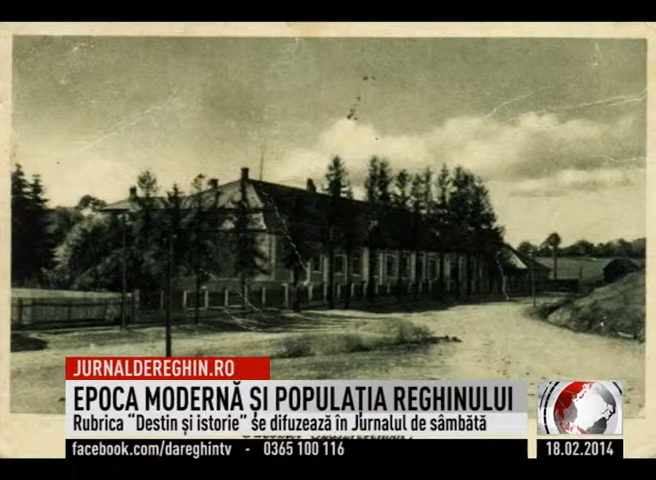 JURNALDEREGHIN.RO
EPOCA MODERNĂ ȘI POPULAȚIA REGHINULUI
Rubrica "Destin și istorie" se difuzează în Jurnalul de sâmbătă
facebook.com/dareghintv - 0365 100 116
18.02.2014